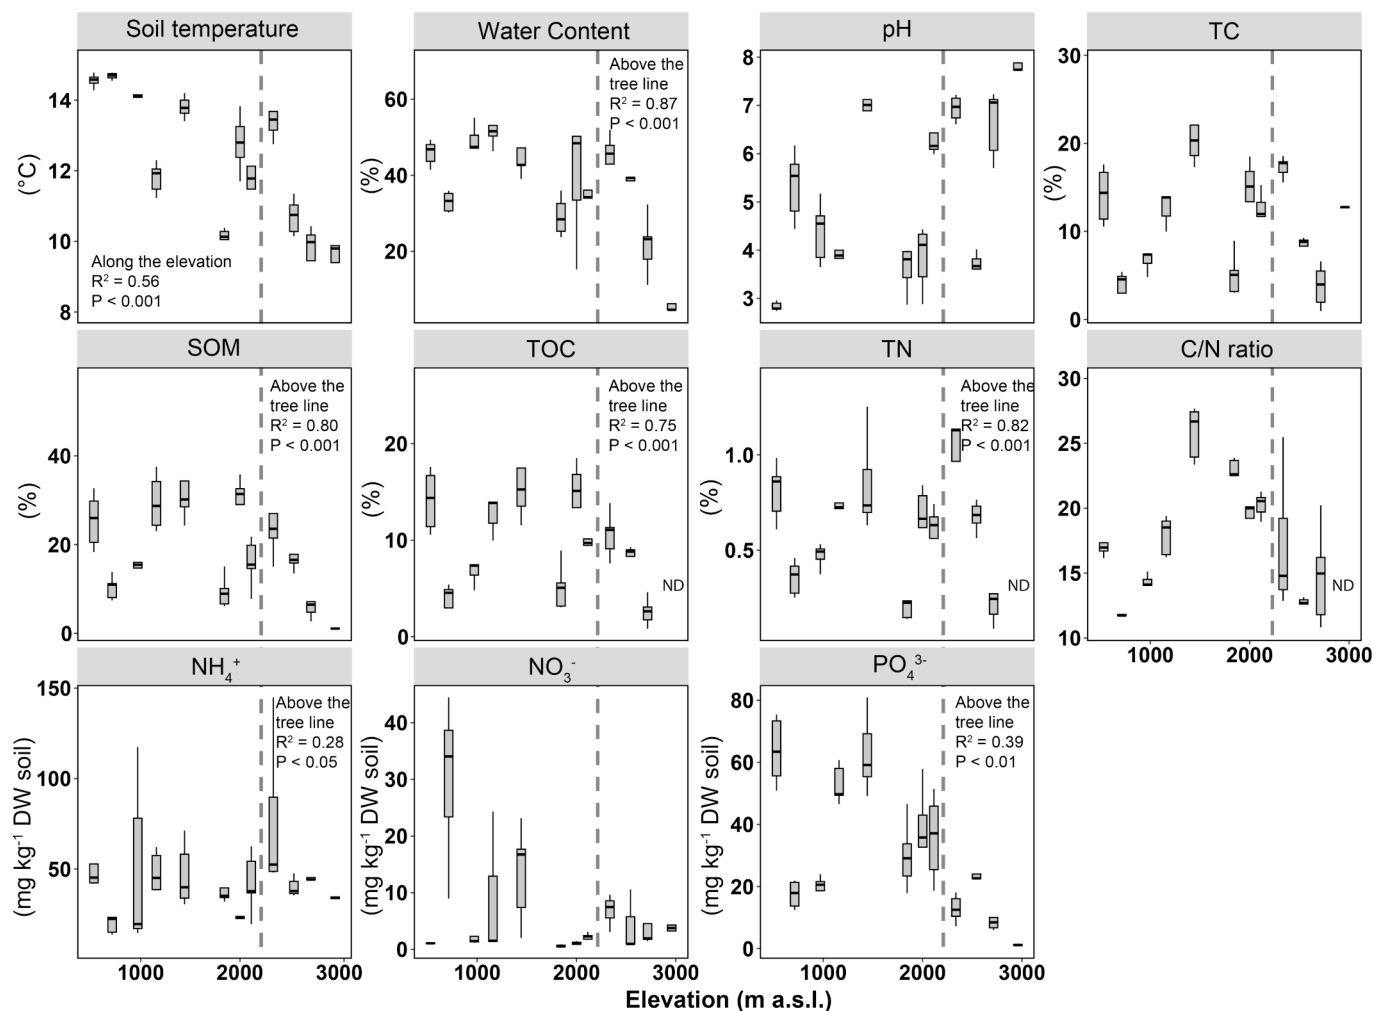 Soil temperature
Water Content
pH
TC
(°C)
14
12
10
8
Along the elevation
R² = 0.56
P < 0.001
(%)
60
40
20
Above the
tree line
R² = 0.87
P < 0.001
8
7
6
5
4
3
(%)
30
20
10
0
SOM
TOC
TN
C/N ratio
(%)
40
20
0
Above the
tree line
R² = 0.80
P < 0.001
(%)
20
10
0
Above the
tree line
R² = 0.75
P < 0.001
ND
(%)
1.0
0.5
Above the
tree line
R² = 0.82
P < 0.001
ND
30
25
20
15
10
ND
1000 2000 3000
NH₄⁺
NO₃⁻
PO₄³⁻
(mg kg⁻¹ DW soil)
150
100
50
Above the
tree line
R² = 0.28
P < 0.05
1000 2000 3000
(mg kg⁻¹ DW soil)
40
30
20
10
0
1000 2000 3000
(mg kg⁻¹ DW soil)
80
60
40
20
0
Above the
tree line
R² = 0.39
P < 0.01
1000 2000 3000
Elevation (m a.s.l.)